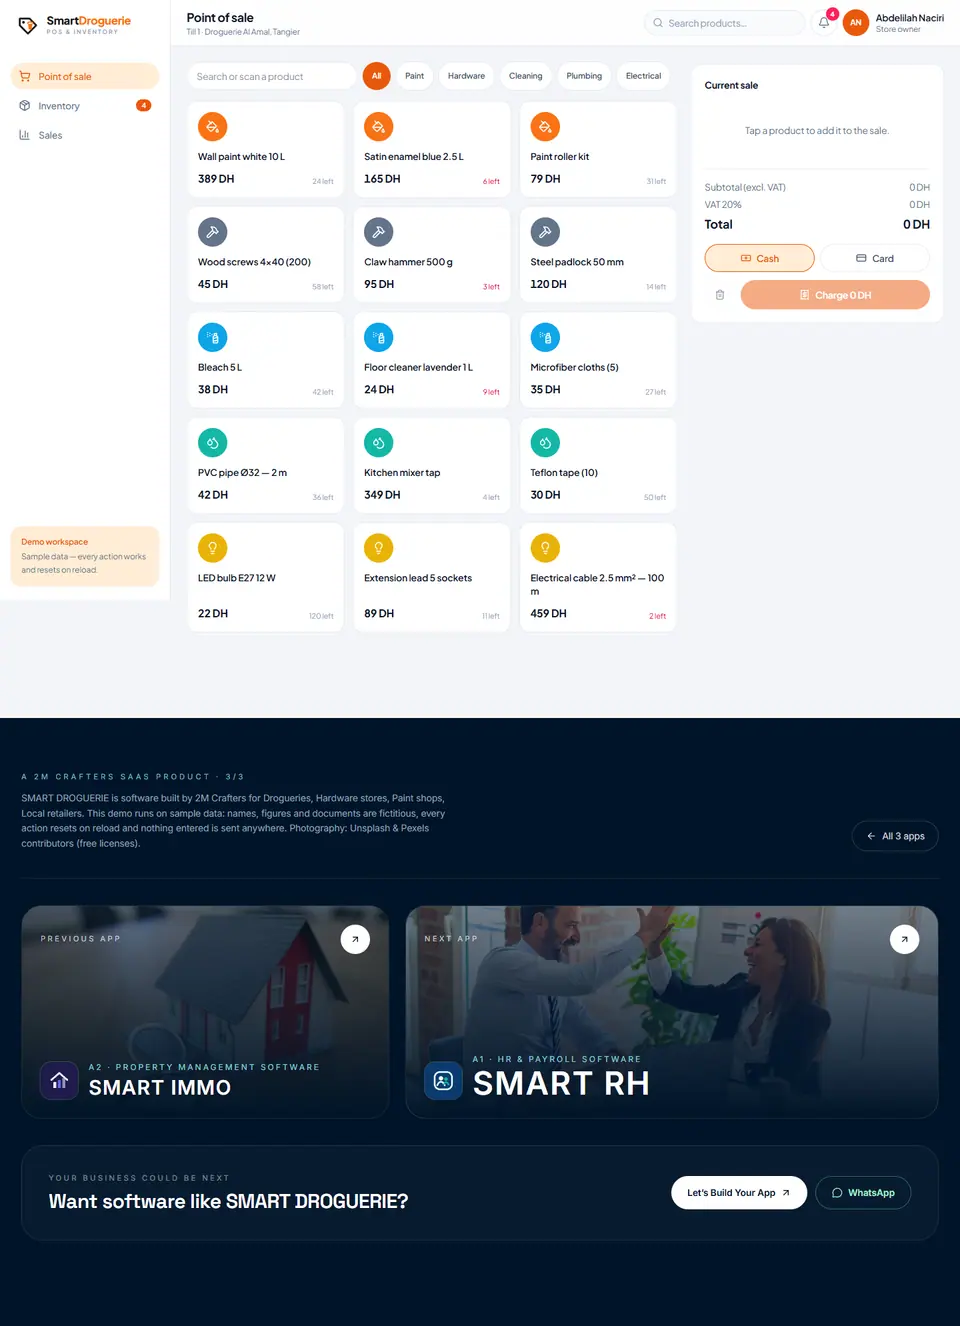 SmartDroguerie
POS & INVENTORY
Point of sale
Inventory
4
Sales
Demo workspace
Sample data — every action works
and resets on reload.
Point of sale
Till 1 · Droguerie Al Amal, Tangier
Search products...
4
AN
Abdelilah Naciri
Store owner
Search or scan a product
All
Paint
Hardware
Cleaning
Plumbing
Electrical
Wall paint white 10 L
389 DH
24 left
Satin enamel blue 2.5 L
165 DH
6 left
Paint roller kit
79 DH
31 left
Wood screws 4×40 (200)
45 DH
58 left
Claw hammer 500 g
95 DH
3 left
Steel padlock 50 mm
120 DH
14 left
Bleach 5 L
38 DH
42 left
Floor cleaner lavender 1 L
24 DH
9 left
Microfiber cloths (5)
35 DH
27 left
PVC pipe Ø32 — 2 m
42 DH
36 left
Kitchen mixer tap
349 DH
4 left
Teflon tape (10)
30 DH
50 left
LED bulb E27 12 W
22 DH
120 left
Extension lead 5 sockets
89 DH
11 left
Electrical cable 2.5 mm² — 100
m
459 DH
2 left
Current sale
Tap a product to add it to the sale.
Subtotal (excl. VAT)
0 DH
VAT 20%
0 DH
Total
0 DH
Cash
Card
Charge 0 DH
A 2M CRAFTERS SAAS PRODUCT · 3/3
SMART DROGUERIE is software built by 2M Crafters for Drogueries, Hardware stores, Paint shops,
Local retailers. This demo runs on sample data: names, figures and documents are fictitious, every
action resets on reload and nothing entered is sent anywhere. Photography: Unsplash & Pexels
contributors (free licenses).
All 3 apps
PREVIOUS APP
A2 · PROPERTY MANAGEMENT SOFTWARE
SMART IMMO
NEXT APP
A1 · HR & PAYROLL SOFTWARE
SMART RH
YOUR BUSINESS COULD BE NEXT
Want software like SMART DROGUERIE?
Let's Build Your App
WhatsApp